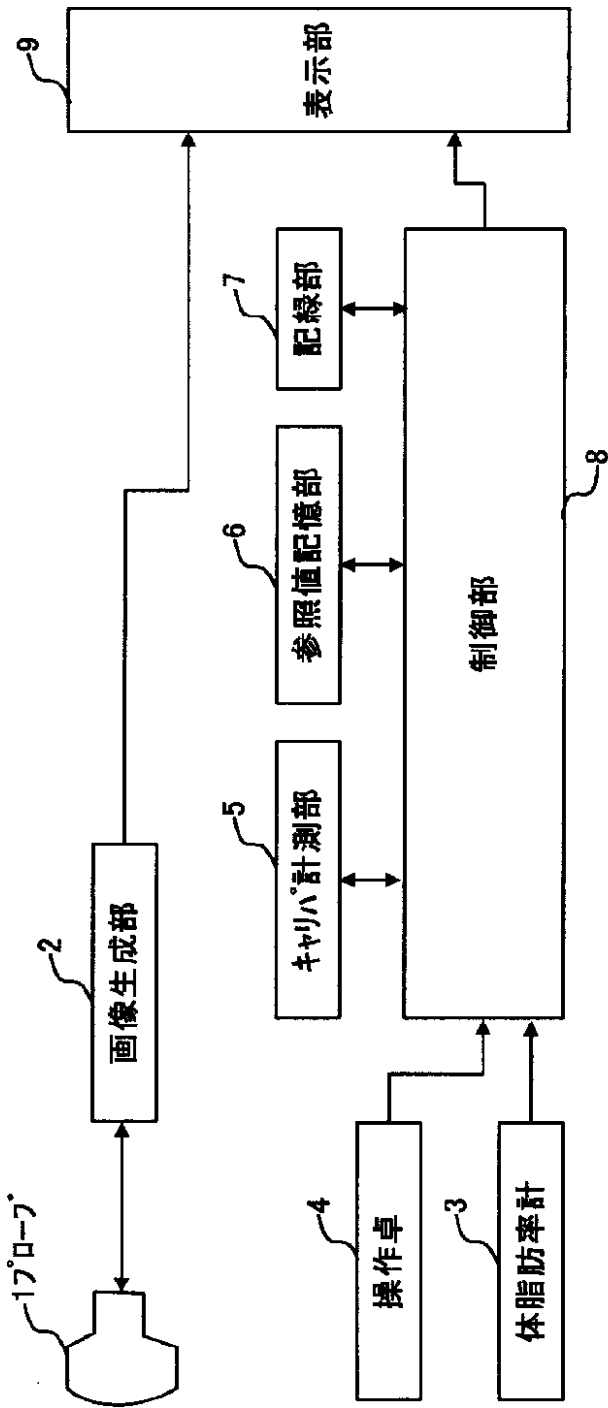 1プローブ
2
画像生成部
9
表示部
5
キャリパ計測部
6
参照値記憶部
7
記緑部
4
操作卓
3
体脂肪率計
制御部
8